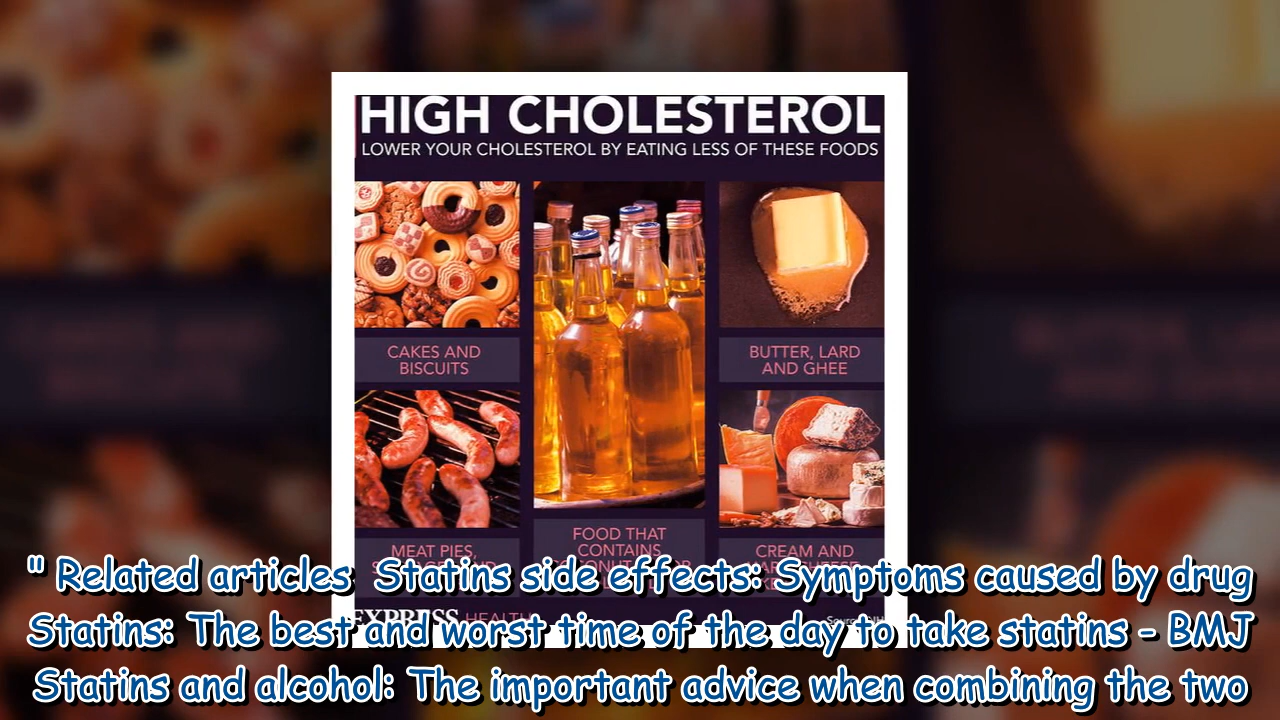 HIGH CHOLESTEROL
LOWER YOUR CHOLESTEROL BY EATING LESS OF THESE FOODS
CAKES AND
BISCUITS
BUTTER, LARD
AND GHEE
MEAT PIES,
FOOD THAT
CONTAINS
CREAM AND
EXPRESS HEALTH
" Related articles Statins side effects: Symptoms caused by drug
Statins: The best and worst time of the day to take statins - BMJ
Statins and alcohol: The important advice when combining the two